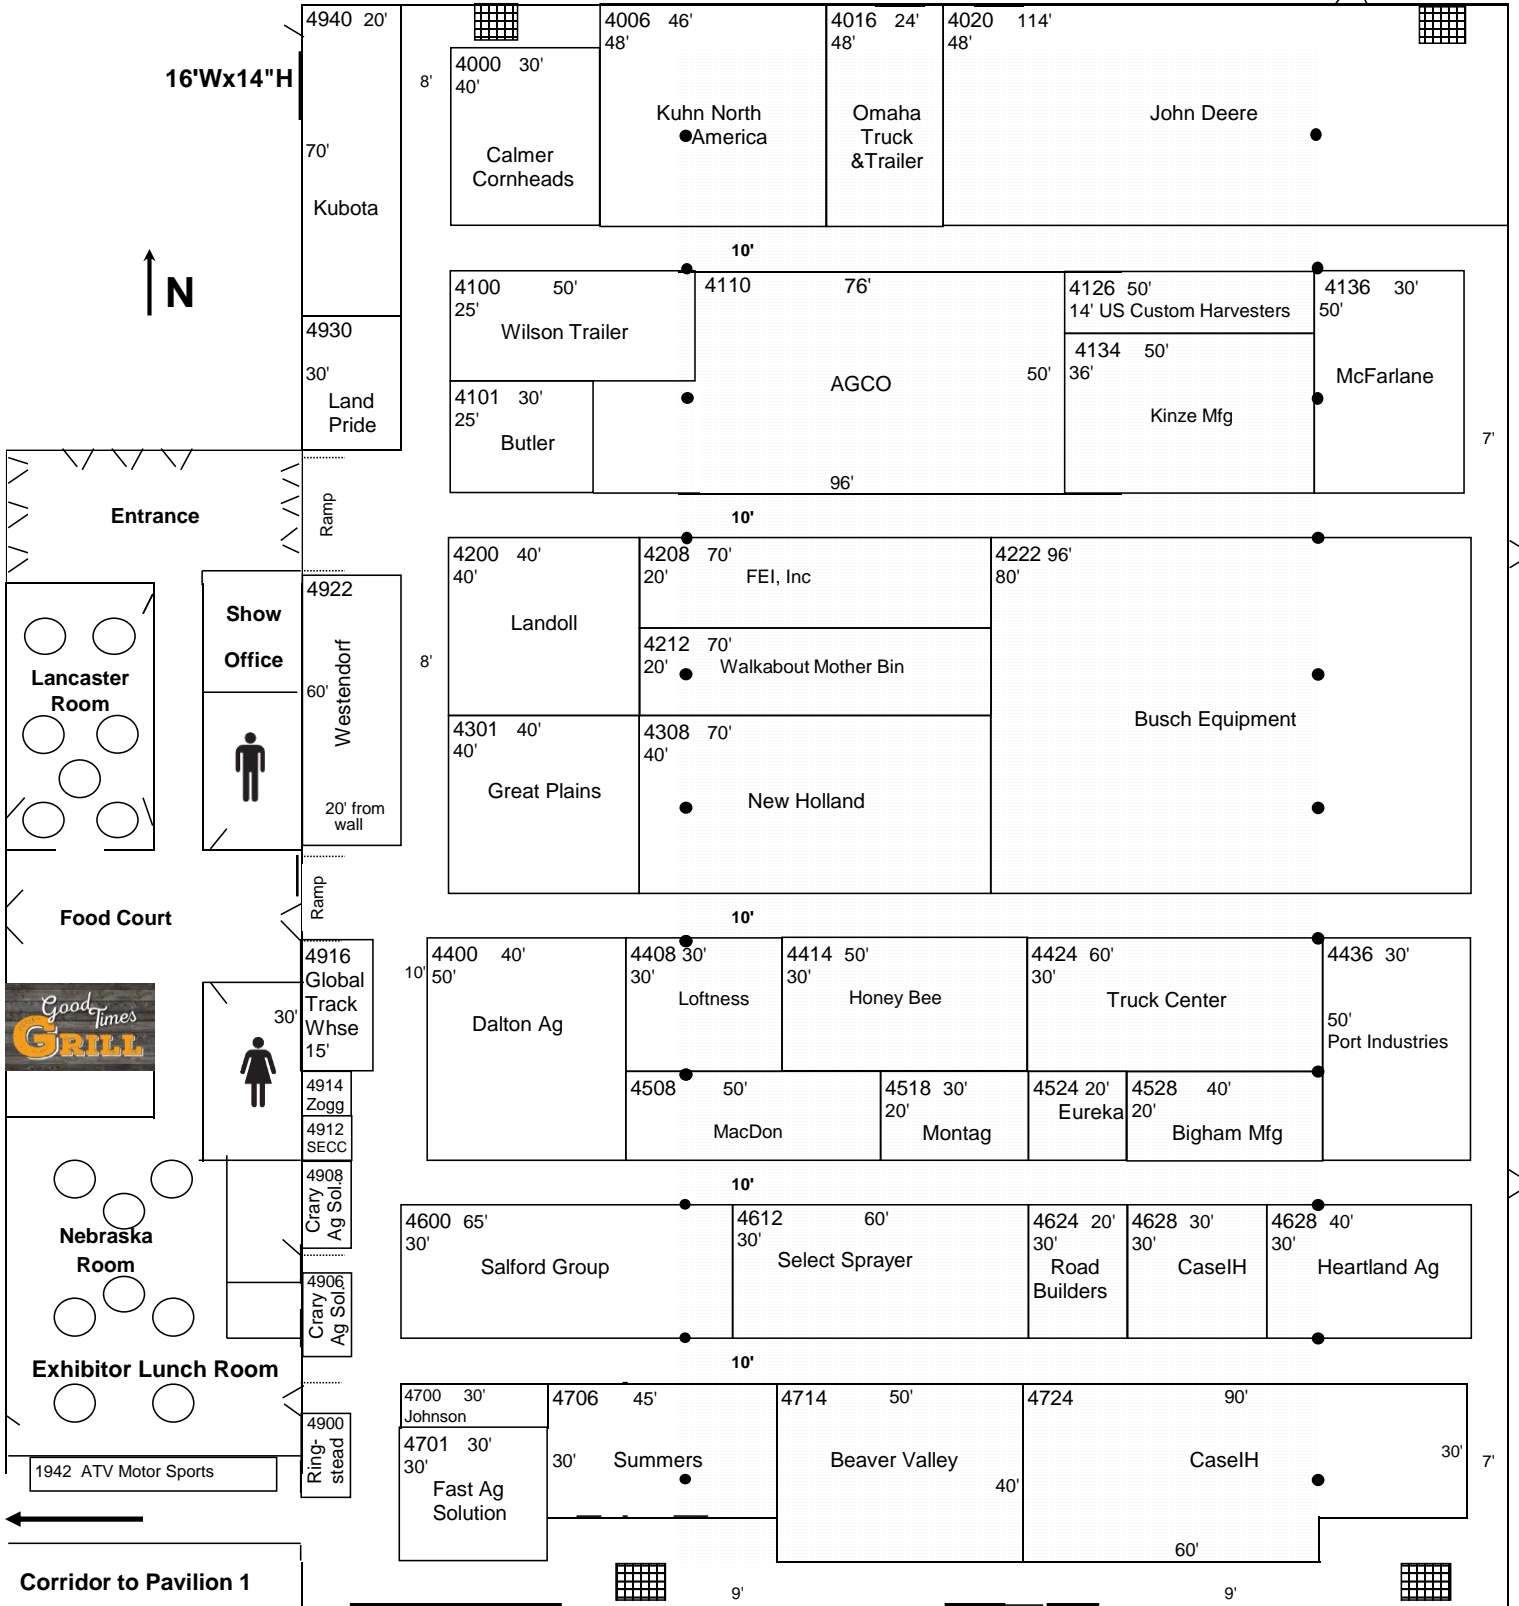 4940 20'
16'Wx14"H
70'
Kubota
8'
4000 30'
40'
Calmer
Cornheads
4006 46'
48'
Kuhn North
America
4016 24'
48'
Omaha
Truck
&Trailer
4020 114'
48'
John Deere
N
10'
4930
30'
Land
Pride
4100 50'
25'
Wilson Trailer
4101 30'
25'
Butler
4110 76'
AGCO
50'
96'
4126 50'
14' US Custom Harvesters
4134 50'
36'
Kinze Mfg
4136 30'
50'
McFarlane
7'
Entrance
Ramp
10'
4922
Westendorf
60'
20' from
wall
8'
Show
Office
Lancaster
Room
4200 40'
40'
Landoll
4208 70'
20'
FEI, Inc
4212 70'
20' Walkabout Mother Bin
4222 96'
80'
Busch Equipment
4301 40'
40'
Great Plains
4308 70'
40'
New Holland
Ramp
Food Court
10'
Good Times
GRILL
4916
Global
Track
Whse
15'
30'
10'
4914
Zogg
4912
SECC
4400 40'
50'
Dalton Ag
4408 30'
30'
Loftness
4414 50'
30'
Honey Bee
4424 60'
30'
Truck Center
4436 30'
50'
Port Industries
4508 50'
MacDon
4518 30'
20'
Montag
4524 20'
Eureka
4528 40'
20'
Bigham Mfg
10'
4908
Crary
Ag Sol.
4906
Crary
Ag Sol.
Nebraska
Room
Exhibitor Lunch Room
4600 65'
30'
Salford Group
4612 60'
30'
Select Sprayer
4624 20'
30'
Road
Builders
4628 30'
30'
CaseIH
4628 40'
30'
Heartland Ag
10'
4900
Ring-
stead
1942 ATV Motor Sports
4700 30'
Johnson
4701 30'
30'
Fast Ag
Solution
4706 45'
30'
Summers
4714 50'
Beaver Valley
40'
4724 90'
CaseIH
30'
60'
7'
Corridor to Pavilion 1
9'
9'